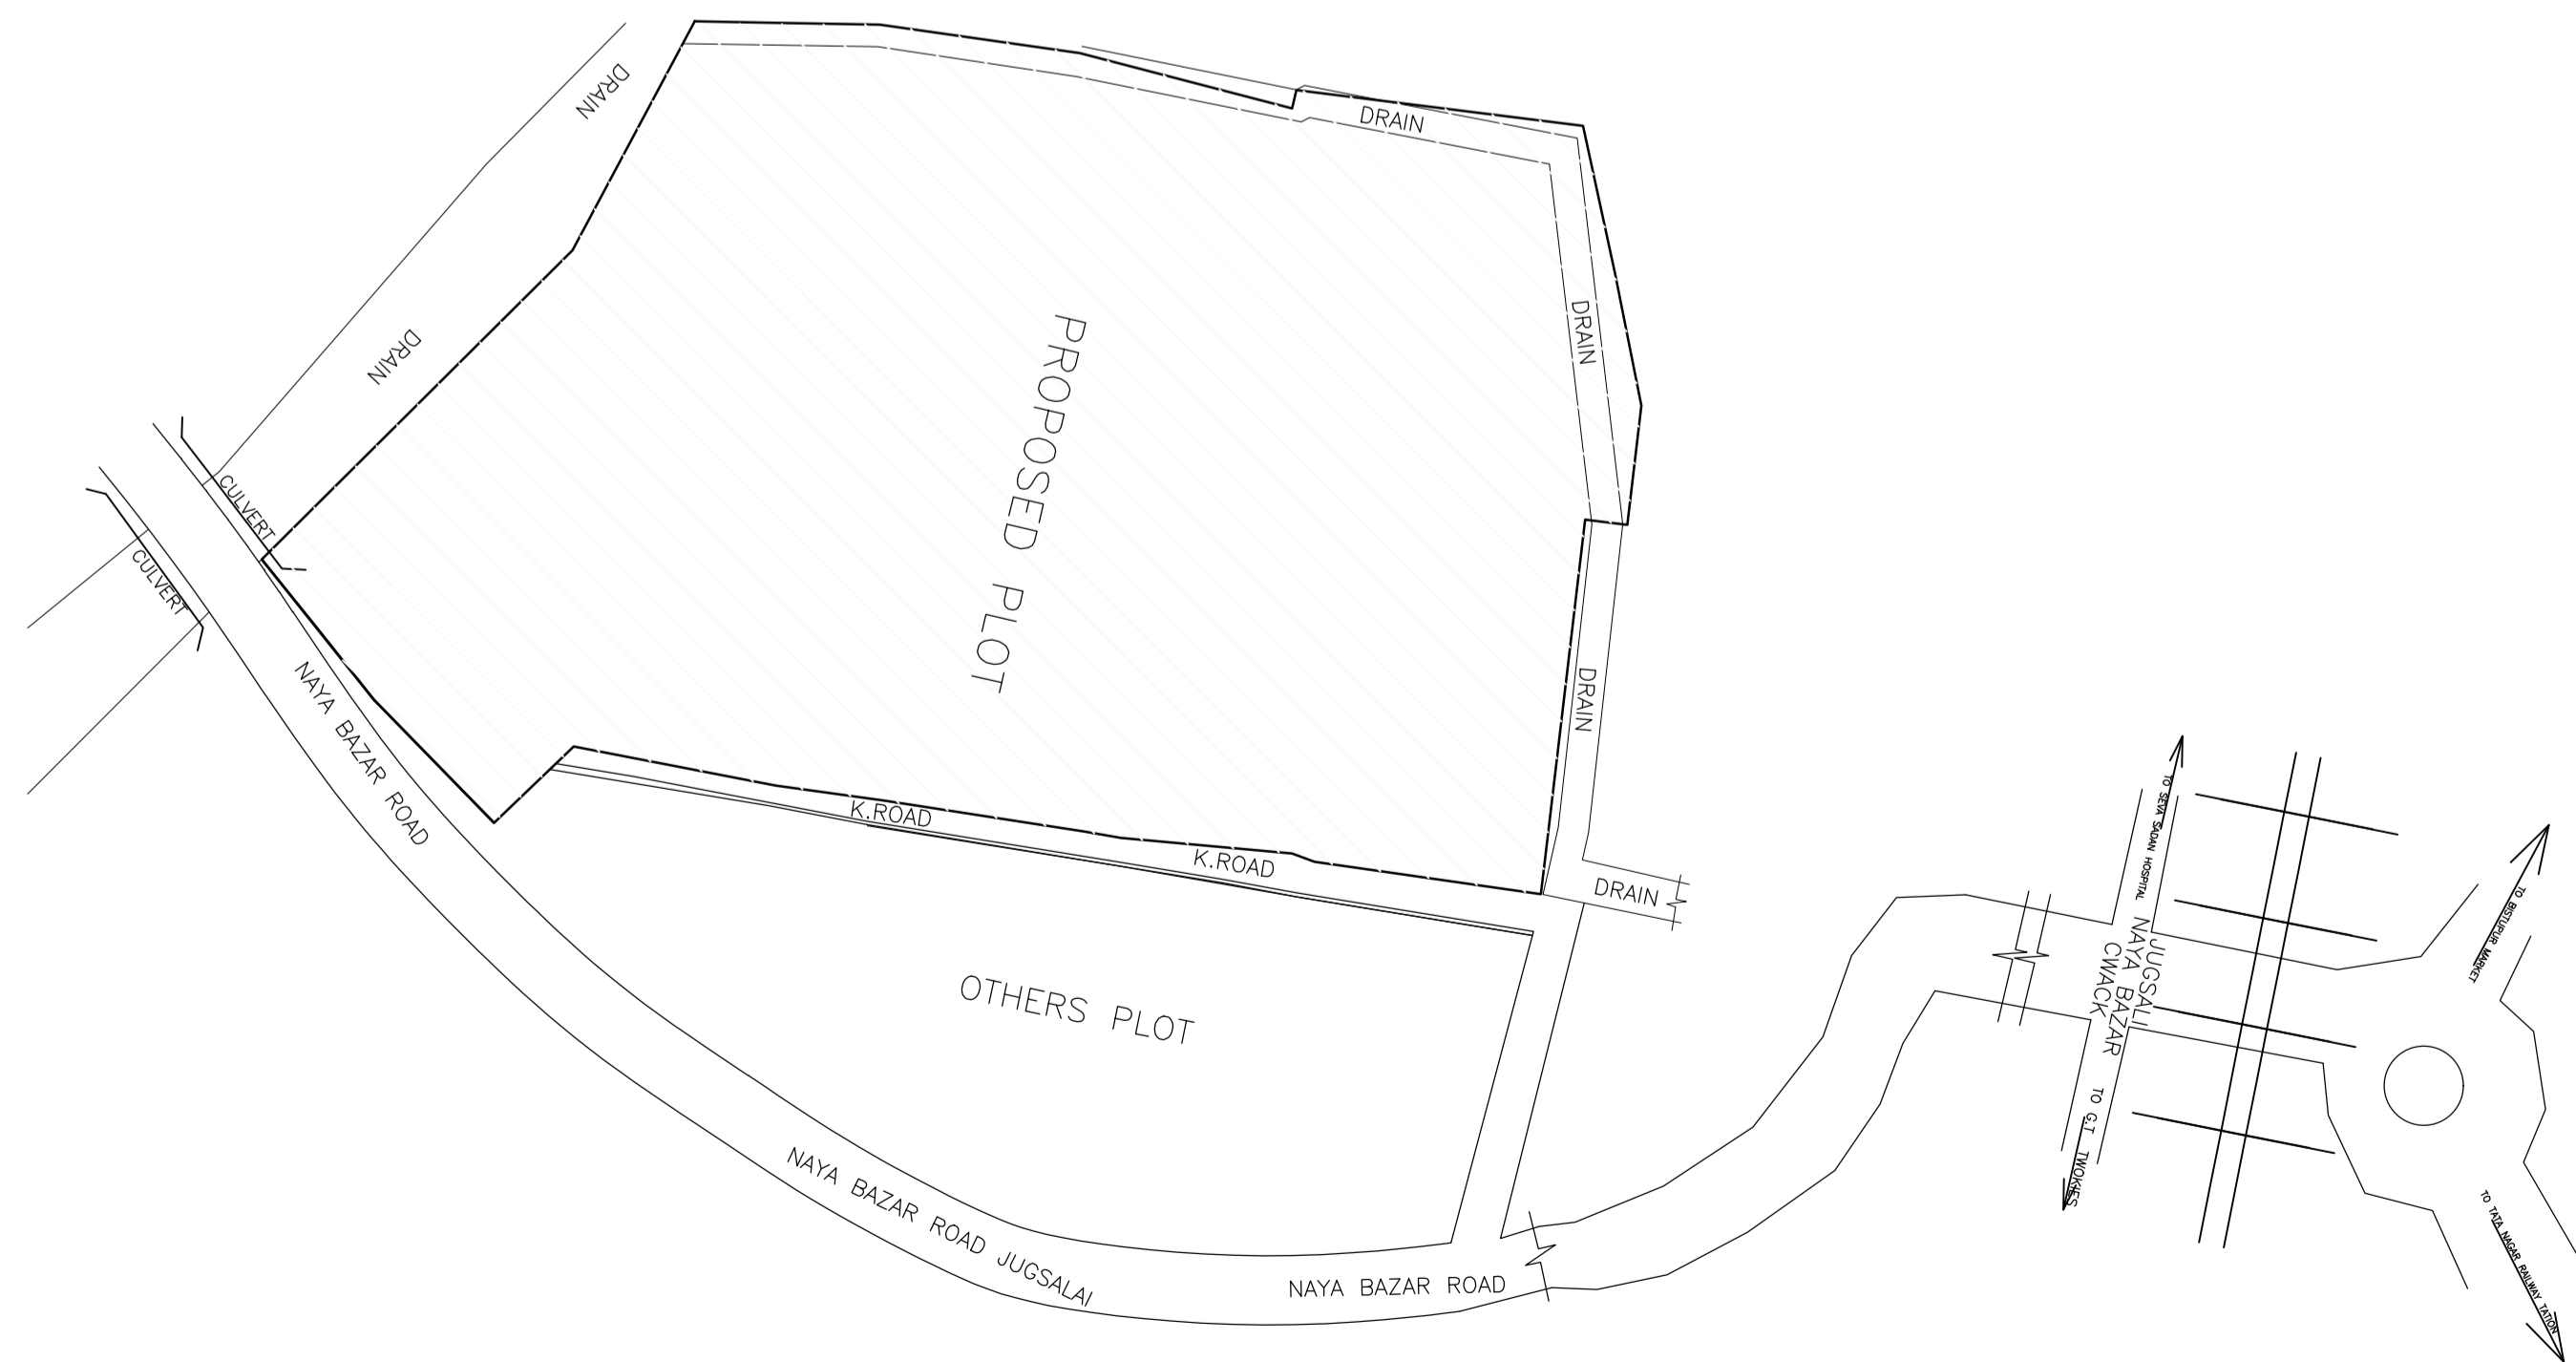 DRAIN
DRAIN
DRAIN
DRAIN
DRAIN
DRAIN
PROPOSED PLOT
CULVERT
CULVERT
NAYA BAZAR ROAD
K.ROAD
K.ROAD
OTHERS PLOT
NAYA BAZAR ROAD JUGSALAI
NAYA BAZAR ROAD
TO SEVA SADAN HOSPITAL
JUGSALI
NAYA BAZAR
CWACK
TO G.T TWOKIES
TO BISTUPUR MARKET
TO TATA NAGAR RAILWAY TATION